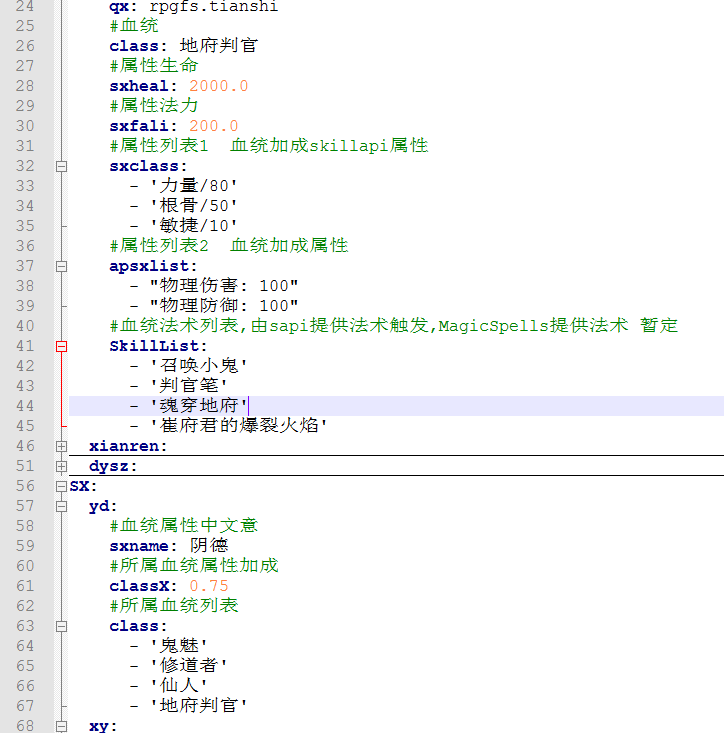 24 qx: rpgfs.tianshi
25 #血统
26 class: 地府判官
27 #属性生命
28 sxheal: 2000.0
29 #属性法力
30 sxfali: 200.0
31 #属性列表1 血统加成skillapi属性
32 sxclass:
33 - '力量/80'
34 - '根骨/50'
35 - '敏捷/10'
36 #属性列表2 血统加成属性
37 apsxlist:
38 - "物理伤害: 100"
39 - "物理防御: 100"
40 #血统法术列表,由sapi提供法术触发,MagicSpells提供法术 暂定
41 SkillList:
42 - '召唤小鬼'
43 - '判官笔'
44 - '魂穿地府'
45 - '崔府君的爆裂火焰'
46 xianren:
51 dysz:
56 SX:
57 yd:
58 #血统属性中文意
59 sxname: 阴德
60 #所属血统属性加成
61 classX: 0.75
62 #所属血统列表
63 class:
64 - '鬼魅'
65 - '修道者'
66 - '仙人'
67 - '地府判官'
68 xy: